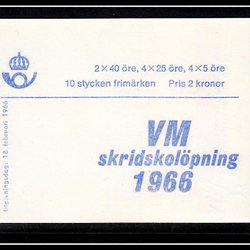 2×40 öre, 4×25 öre, 4×5 öre
10 stycken frimärken Pris 2 kronor
VM
skridskolöpning
1966
Utgivningsdag: 18 februari 1966